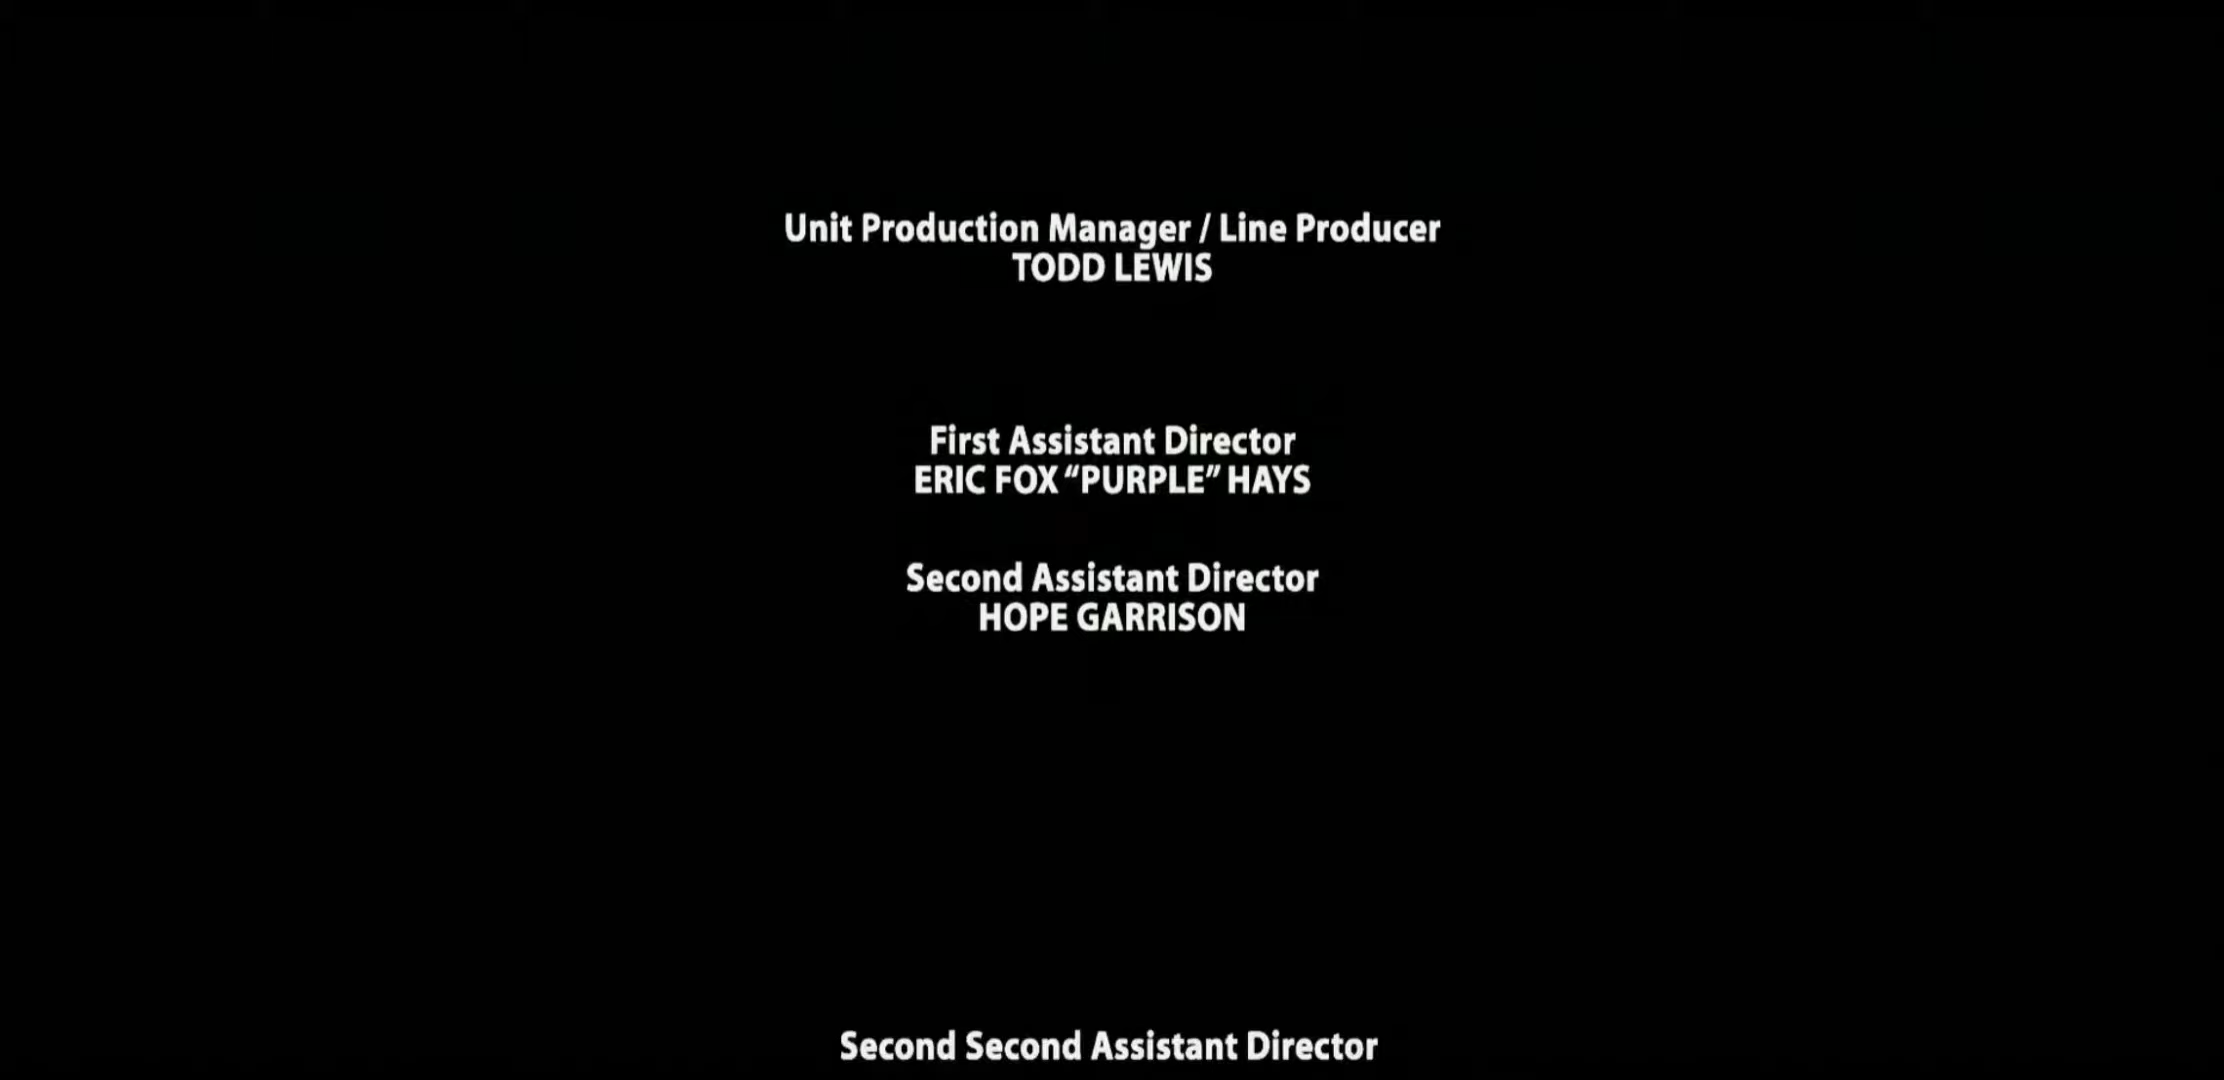 Unit Production Manager / Line Producer
TODD LEWIS
First Assistant Director
ERIC FOX “PURPLE” HAYS
Second Assistant Director
HOPE GARRISON
Second Second Assistant Director